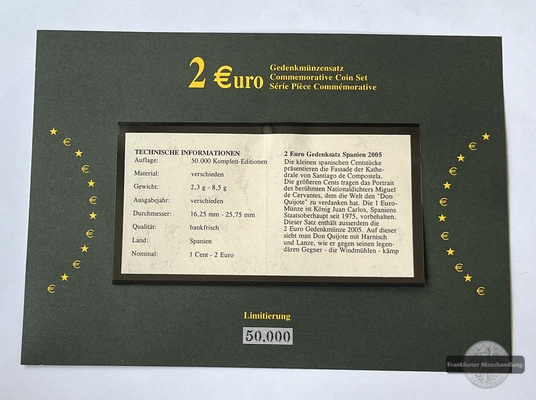 2 €uro
Gedenkmünzensatz
Commemorative Coin Set
Série Pièce Commémorative
TECHNISCHE INFORMATIONEN
Auflage: 50.000 Komplett-Editionen
Material: verschieden
Gewicht: 2,3 g - 8,5 g
Ausgabejahr: verschieden
Durchmesser: 16,25 mm - 25,75 mm
Qualität: bankfrisch
Land: Spanien
Nominal: 1 Cent - 2 Euro
2 Euro Gedenksatz Spanien 2005
Die kleinen spanischen Centstücke
präsentieren die Fassade der Kathe-
drale von Santiago de Compostela.
Die größeren Cents tragen das Portrait
des berühmten Nationaldichters Miguel
de Cervantes, dem die Welt den "Don
Quijote" zu verdanken hat. Die 1 Euro-
Münze ist König Juan Carlos, Spaniens
Staatsoberhaupt seit 1975, vorbehalten.
Dieser Satz enthält ausserdem die
2 Euro Gedenkmünze 2005. Auf dieser
sieht man Don Quijote mit Harnisch
und Lanze, wie er gegen seinen legen-
dären Gegner - die Windmühlen - kämp
Limitierung
50.000
Frankfurter Münzhandlung